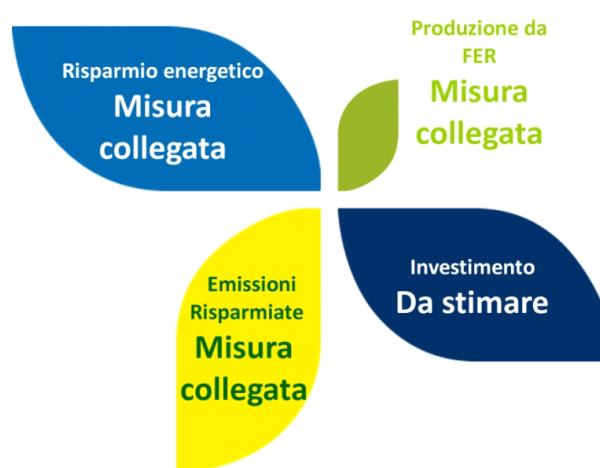 Risparmio energetico
Misura
collegata
Produzione da
FER
Misura
collegata
Emissioni
Risparmiate
Misura
collegata
Investimento
Da stimare